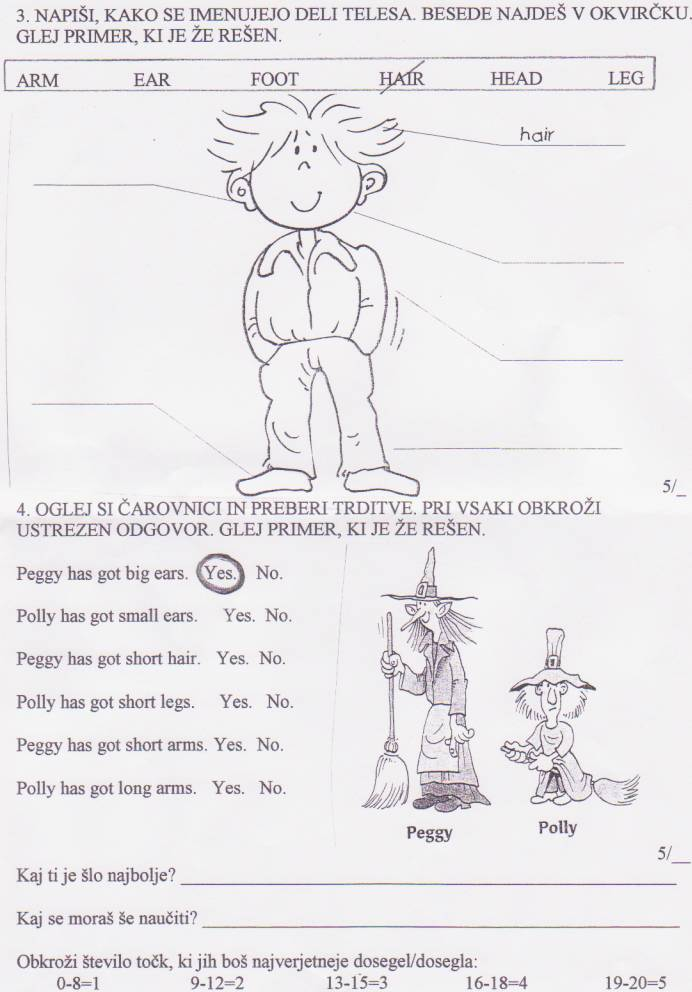 3. NAPIŠI, KAKO SE IMENUJEJO DELI TELESA. BESEDE NAJDEŠ V OKVIRČKU.
GLEJ PRIMER, KI JE ŽE REŠEN.
ARM EAR FOOT HAIR HEAD LEG
hair
5/_
4. OGLEJ SI ČAROVNICI IN PREBERI TRDITVE. PRI VSAKI OBKROŽI
USTREZEN ODGOVOR. GLEJ PRIMER, KI JE ŽE REŠEN.
Peggy has got big ears. Yes. No.
Polly has got small ears. Yes. No.
Peggy has got short hair. Yes. No.
Polly has got short legs. Yes. No.
Peggy has got short arms. Yes. No.
Polly has got long arms. Yes. No.
Peggy Polly
5/__
Kaj ti je šlo najbolje?
Kaj se moraš še naučiti?
Obkroži število točk, ki jih boš najverjetneje dosegel/dosegla:
0-8=1 9-12=2 13-15=3 16-18=4 19-20=5